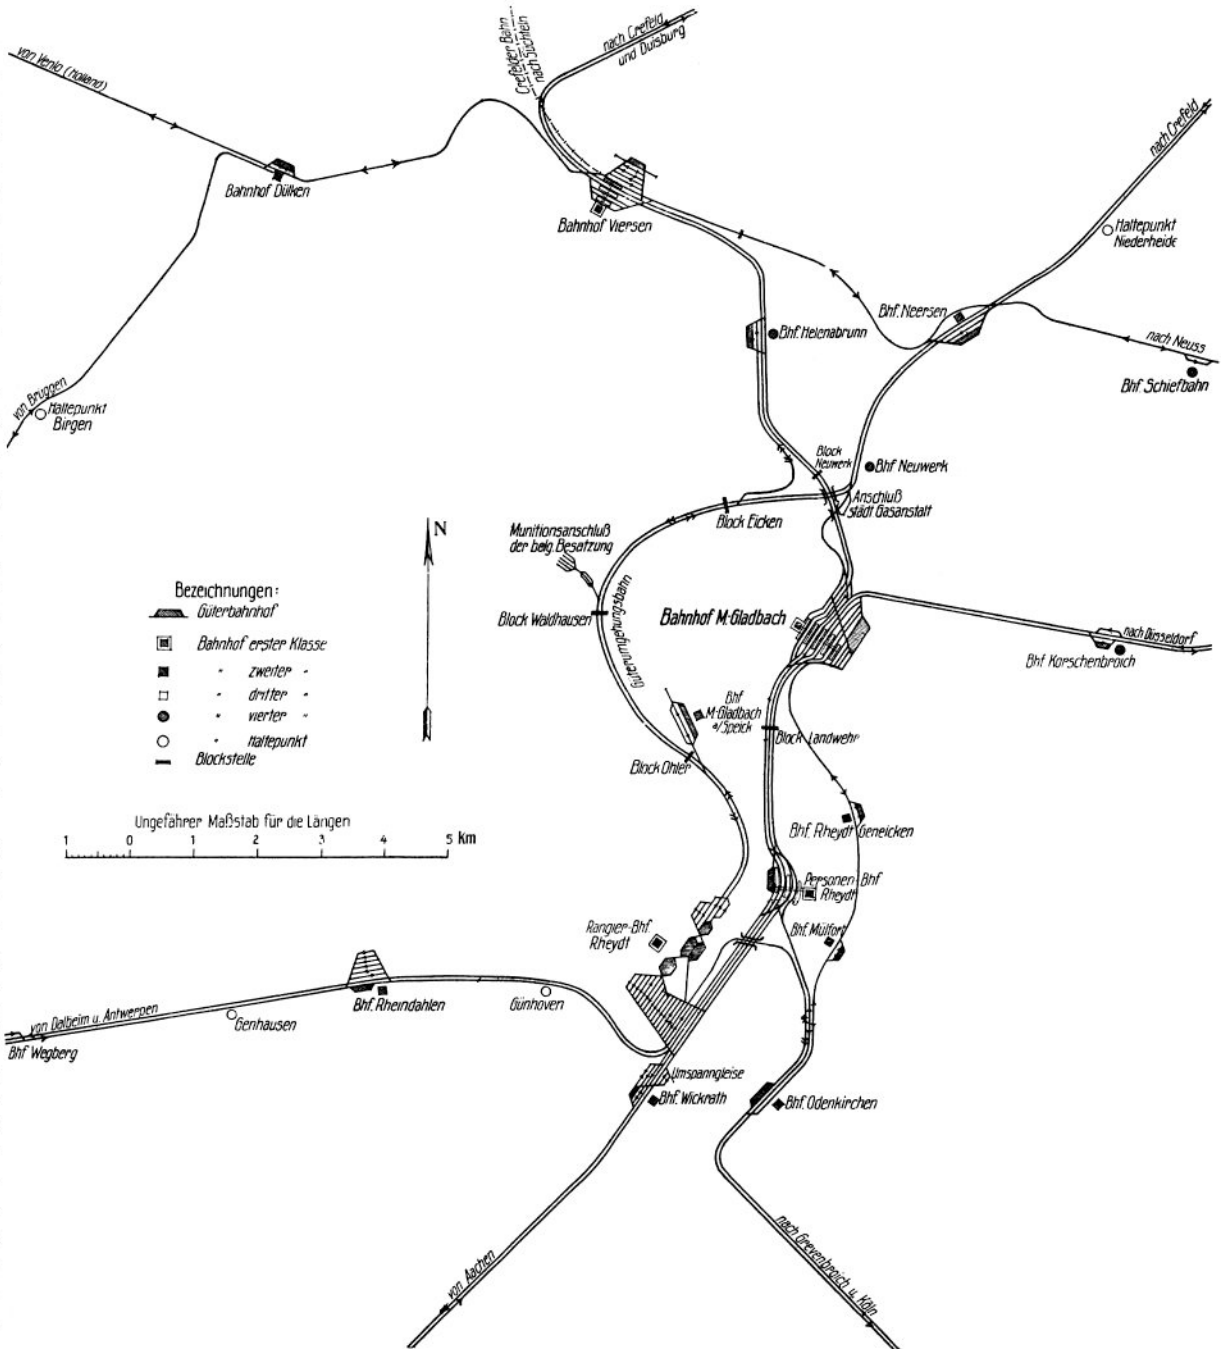 von Venlo (Holland)
Crefelder Bahn
nach Süchteln
nach Crefeld
und Duisburg
nach Crefeld
Bahnhof Dülken
Bahnhof Viersen
Haltepunkt
Niederheide
Bhf. Neersen
Bhf. Helenabrunn
nach Neuss
Bhf. Schiefbahn
von Brüggen
Haltepunkt
Birgen
Block
Neuwerk
Bhf Neuwerk
Anschluß
städt Gasanstalt
Block Eicken
Munitionsanschluß
der belg. Besatzung
N
Bezeichnungen:
Güterbahnhof
Bahnhof erster Klasse
" zweiter "
" dritter "
" vierter "
" Haltepunkt
Blockstelle
Block Waldhausen
Güterumgehungsbahn
Bahnhof M-Gladbach
nach Düsseldorf
Bhf Korschenbroich
Bhf
M-Gladbach
a/Speick
Block Landwehr
Block Ohler
Ungefährer Maßstab für die Längen
1 0 1 2 3 4 5 Km
Bhf. Rheydt Geneicken
Personen-Bhf
Rheydt
Rangier-Bhf.
Rheydt
Bhf. Mülfort
von Dalheim u. Antwerpen
Bhf. Rheindahlen
Günhoven
Genhausen
Bhf Wegberg
Umspanngleise
Bhf. Wickrath
Bhf. Odenkirchen
von Aachen
nach Grevenbroich u. Köln